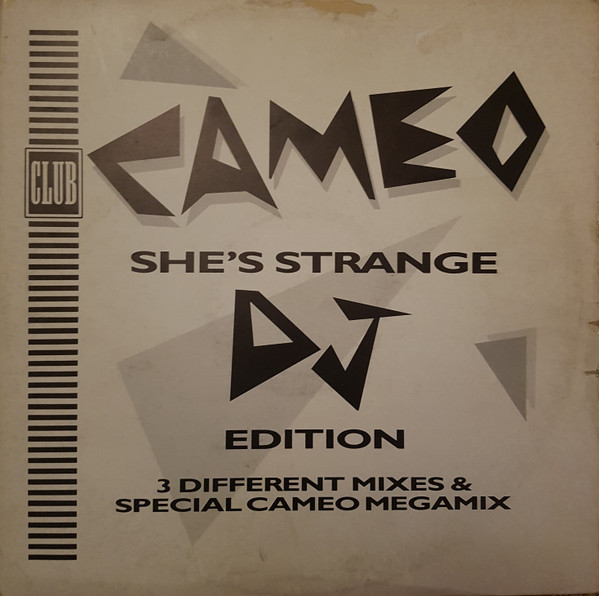 CLUB
CAMEO
SHE'S STRANGE
DJ
EDITION
3 DIFFERENT MIXES &
SPECIAL CAMEO MEGAMIX